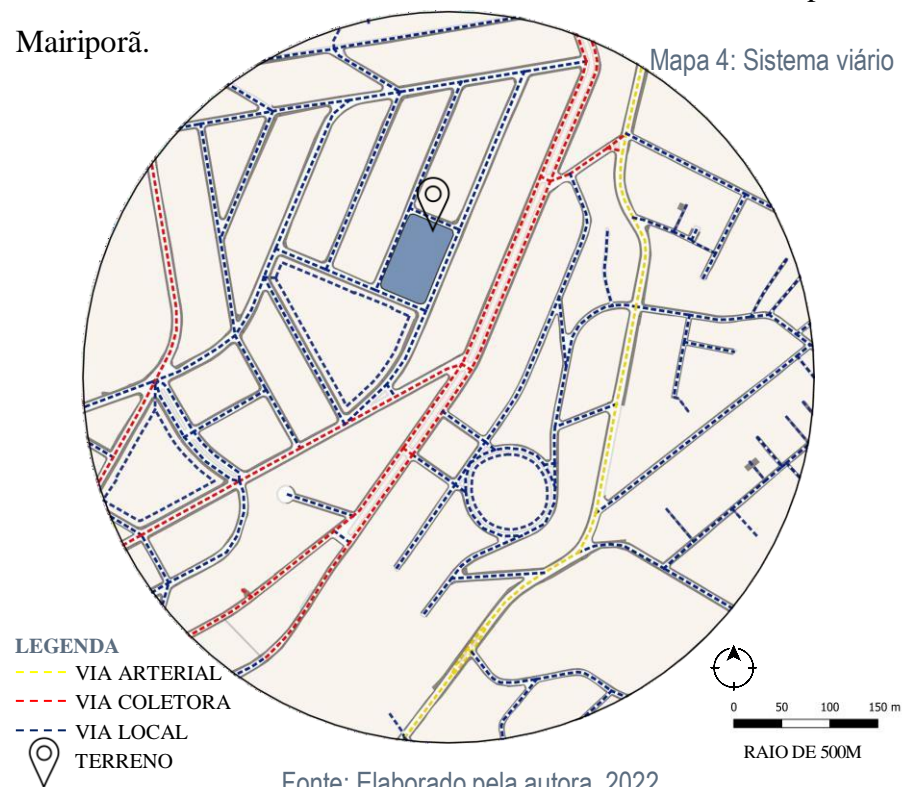 Mairiporã.
Mapa 4: Sistema viário
LEGENDA
VIA ARTERIAL
VIA COLETORA
VIA LOCAL
TERRENO
0 50 100 150 m
RAIO DE 500M
Fonte: Elaborado pela autora, 2022